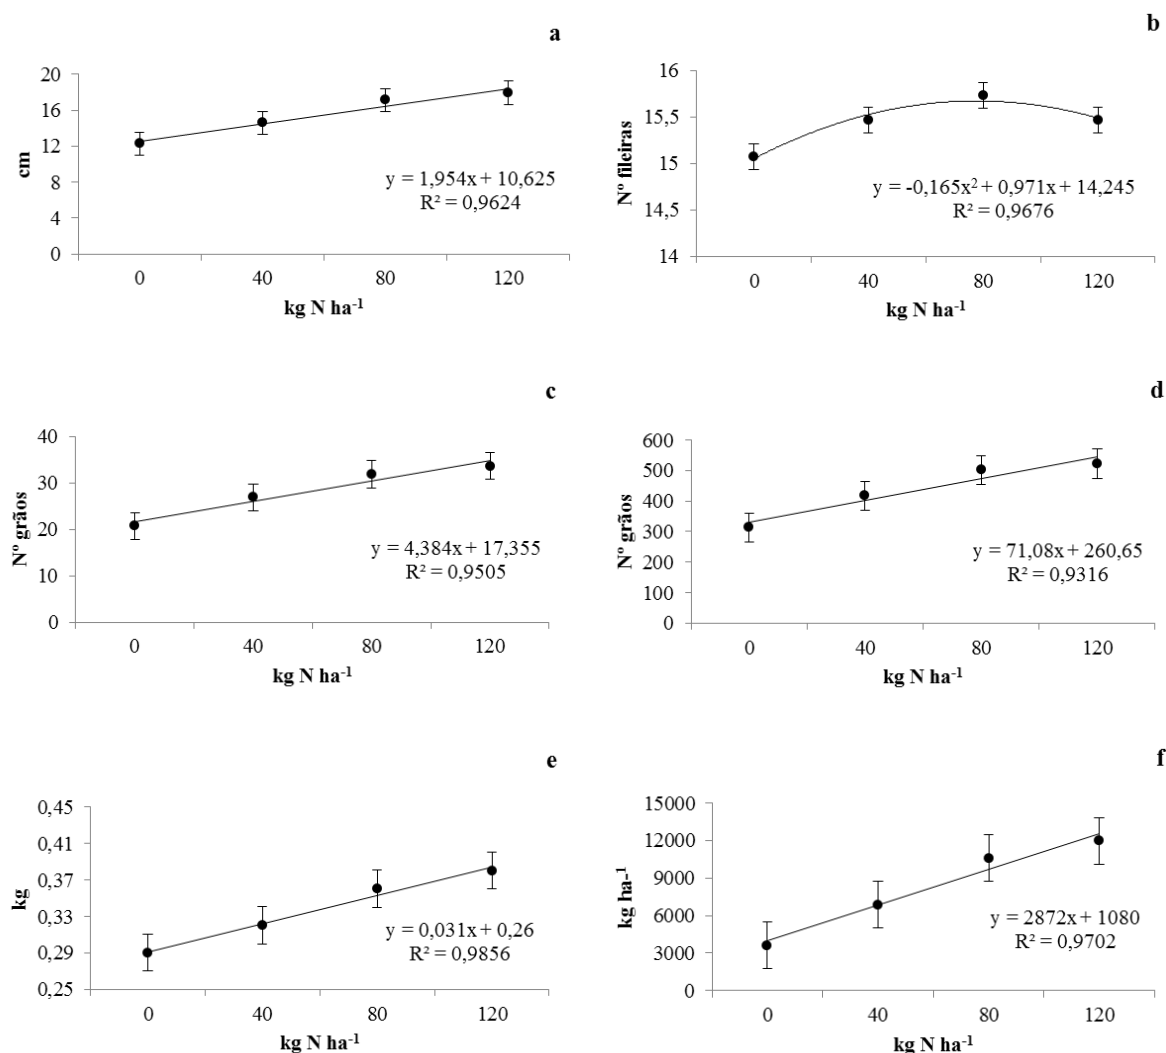 a
20
16
12
8
4
0
cm
y = 1,954x + 10,625
R² = 0,9624
0 40 80 120
kg N ha⁻¹
b
16
15,5
15
14,5
14
Nº fileiras
y = -0,165x² + 0,971x + 14,245
R² = 0,9676
0 40 80 120
kg N ha⁻¹
c
40
30
20
10
0
Nº grãos
y = 4,384x + 17,355
R² = 0,9505
0 40 80 120
kg N ha⁻¹
d
600
500
400
300
200
100
0
Nº grãos
y = 71,08x + 260,65
R² = 0,9316
0 40 80 120
kg N ha⁻¹
e
0,45
0,41
0,37
0,33
0,29
0,25
kg
y = 0,031x + 0,26
R² = 0,9856
0 40 80 120
kg N ha⁻¹
f
15000
12000
9000
6000
3000
0
kg ha-¹
y = 2872x + 1080
R² = 0,9702
0 40 80 120
kg N ha⁻¹